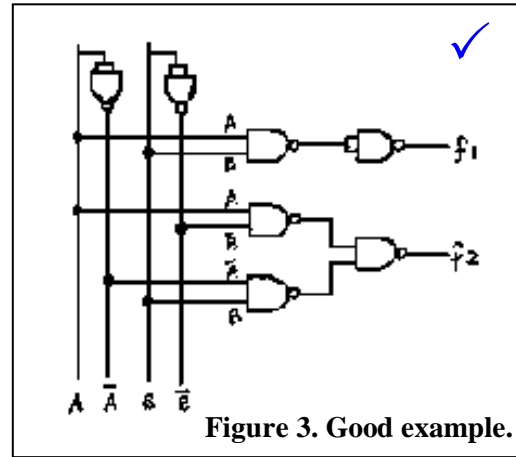 A
B
f1
A
B̅
A̅
B
f2
A A̅ B B̅
Figure 3. Good example.